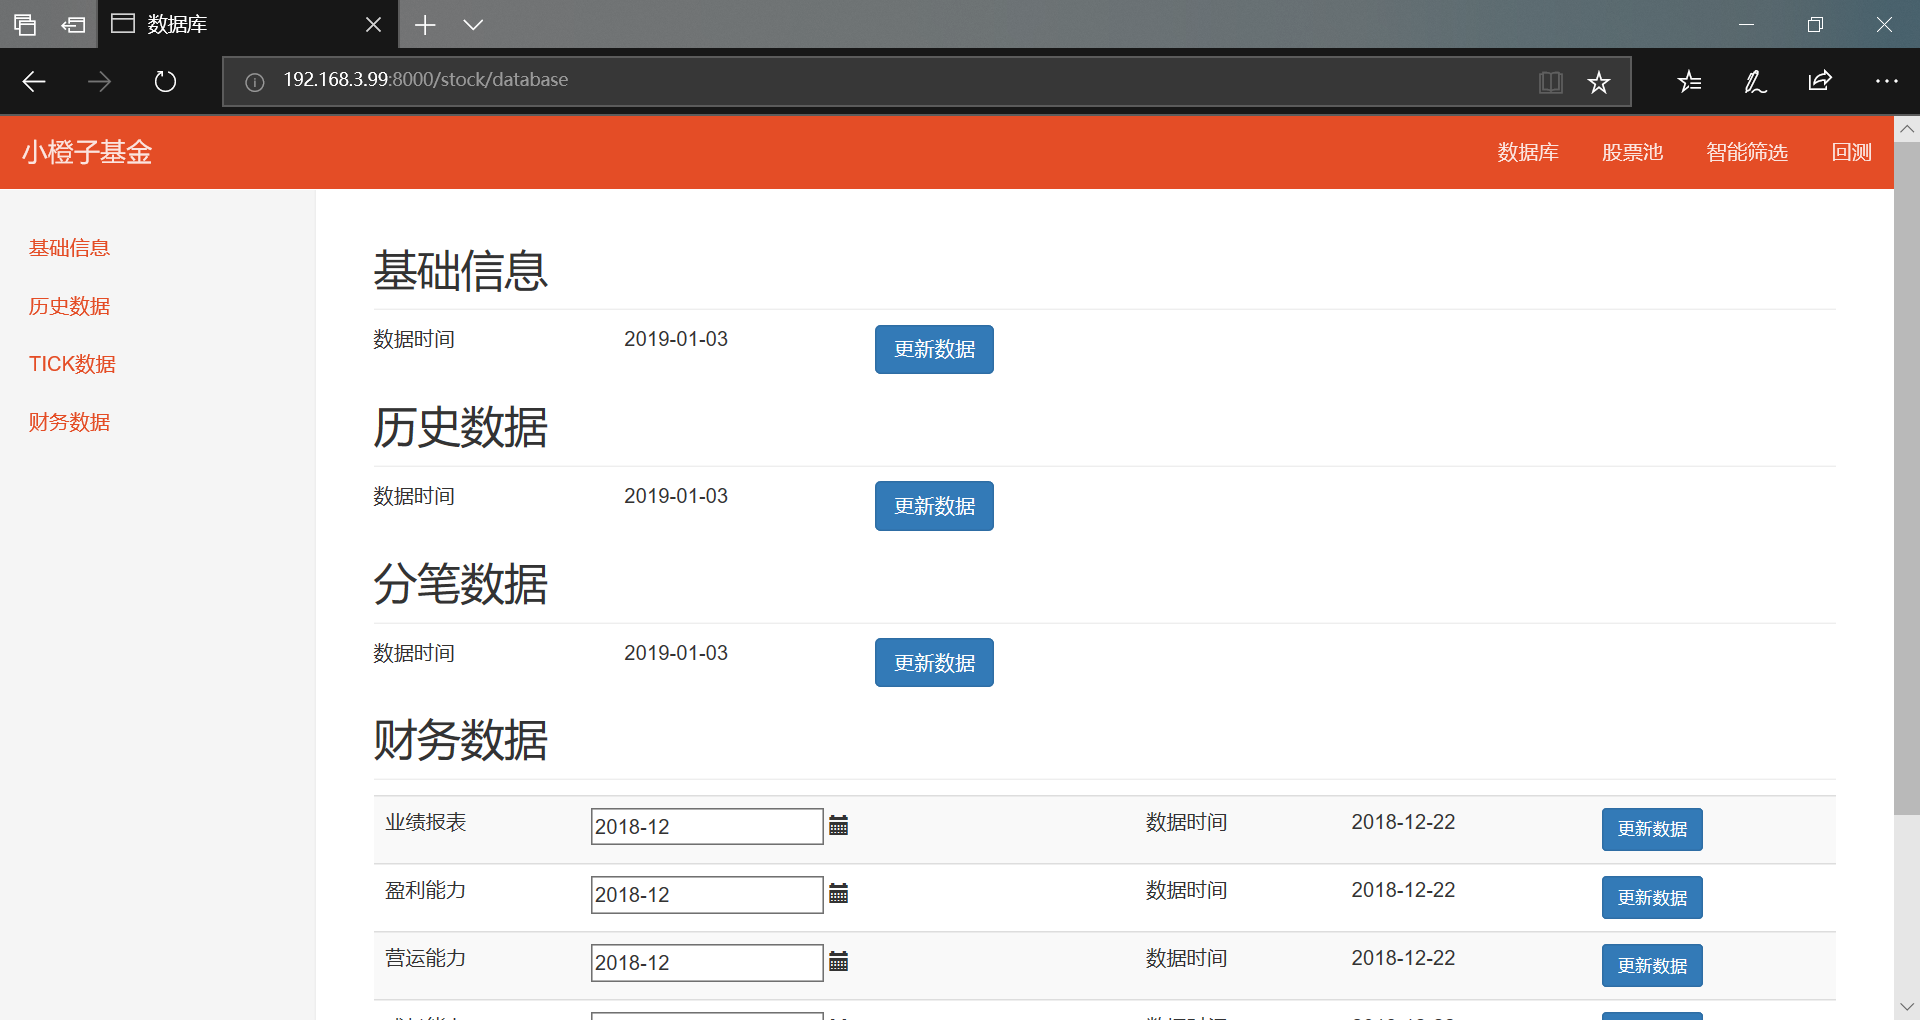 数据库
192.168.3.99:8000/stock/database
小橙子基金 数据库 股票池 智能筛选 回测
基础信息
历史数据
TICK数据
财务数据
基础信息
数据时间 2019-01-03 更新数据
历史数据
数据时间 2019-01-03 更新数据
分笔数据
数据时间 2019-01-03 更新数据
财务数据
业绩报表 2018-12 数据时间 2018-12-22 更新数据
盈利能力 2018-12 数据时间 2018-12-22 更新数据
营运能力 2018-12 数据时间 2018-12-22 更新数据